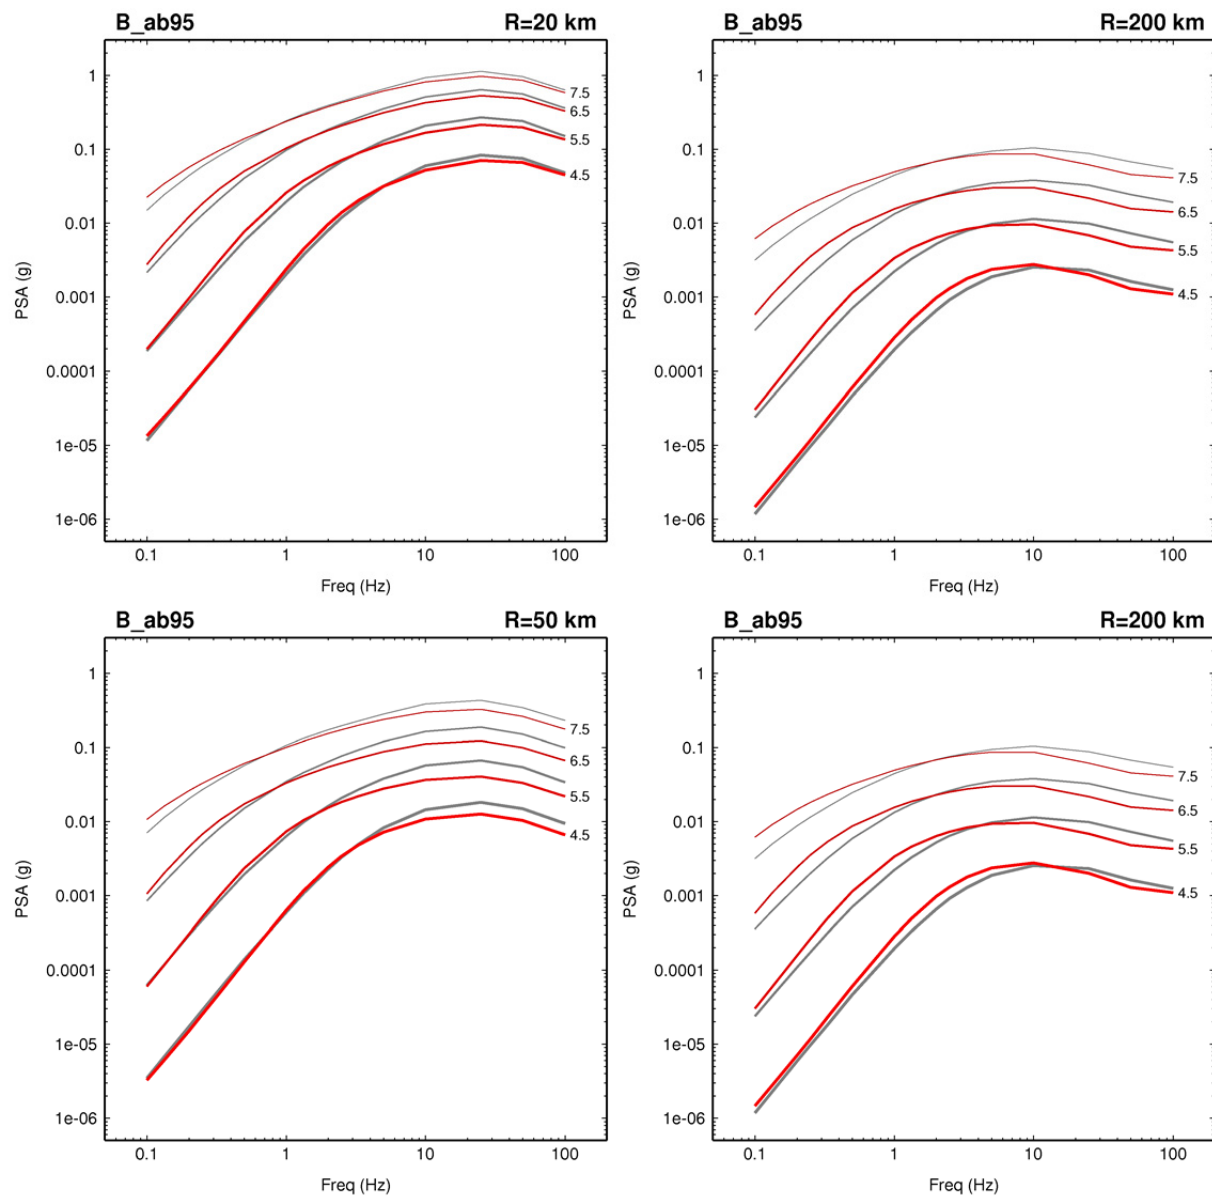 B_ab95 R=20 km
1
0.1
0.01
0.001
0.0001
1e-05
1e-06
PSA (g)
7.5
6.5
5.5
4.5
0.1 1 10 100
Freq (Hz)
B_ab95 R=200 km
1
0.1
0.01
0.001
0.0001
1e-05
1e-06
PSA (g)
7.5
6.5
5.5
4.5
0.1 1 10 100
Freq (Hz)
B_ab95 R=50 km
1
0.1
0.01
0.001
0.0001
1e-05
1e-06
PSA (g)
7.5
6.5
5.5
4.5
0.1 1 10 100
Freq (Hz)
B_ab95 R=200 km
1
0.1
0.01
0.001
0.0001
1e-05
1e-06
PSA (g)
7.5
6.5
5.5
4.5
0.1 1 10 100
Freq (Hz)